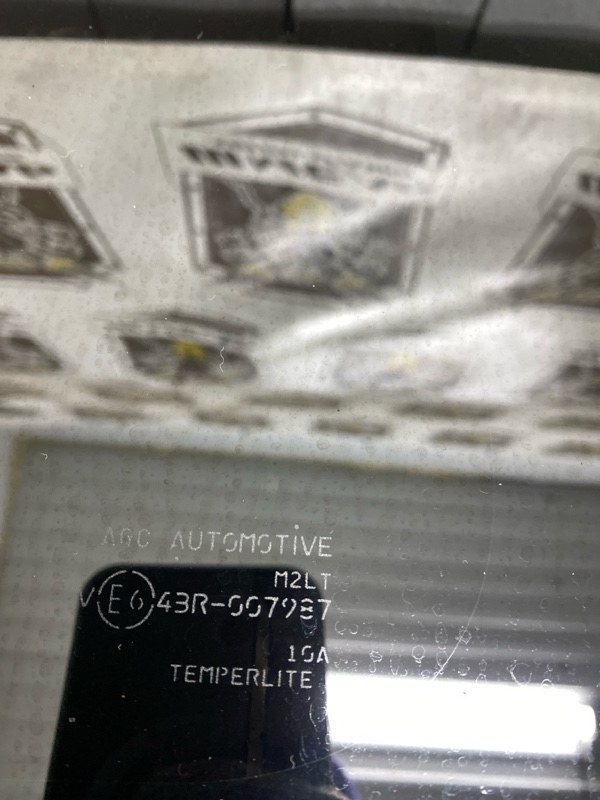 AGC AUTOMOTIVE
M2LT
V E6 43R-007987
10A
TEMPERLITE